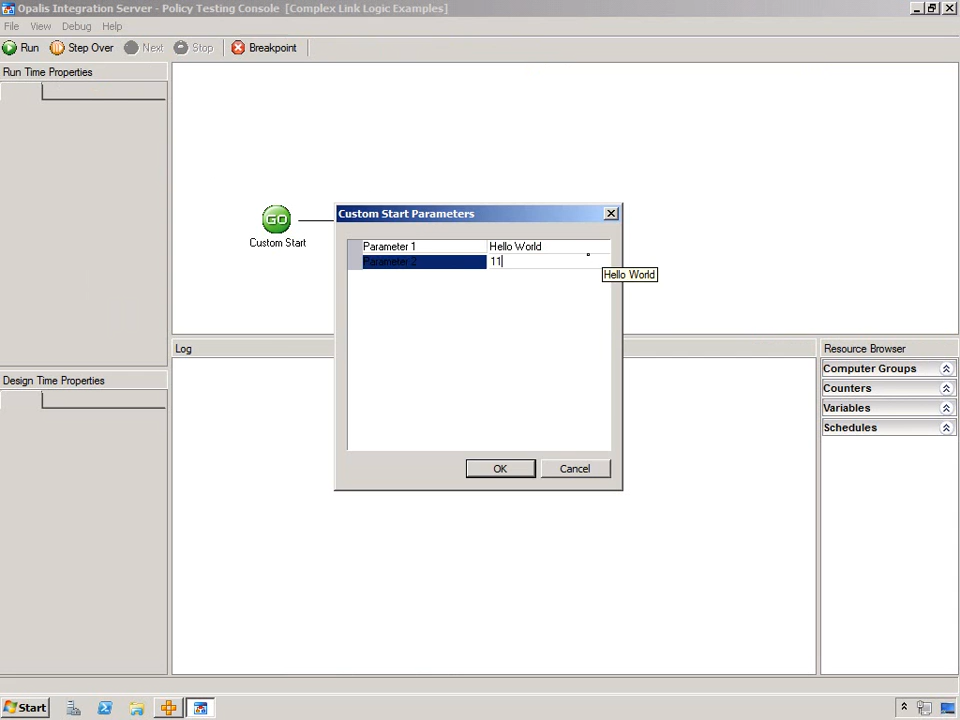 Opalis Integration Server - Policy Testing Console  [Complex Link Logic Examples]
File View Debug Help
Run Step Over Next Stop Breakpoint
Run Time Properties
GO
Custom Start
Custom Start Parameters
Parameter 1 Hello World
Parameter 2 11
Hello World
OK Cancel
Log
Resource Browser
Computer Groups
Counters
Variables
Schedules
Design Time Properties
Start